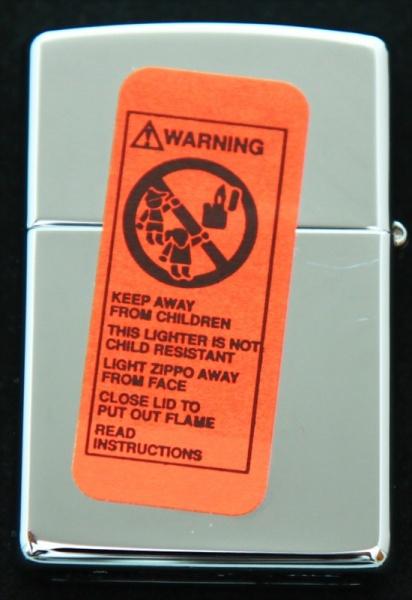 WARNING
KEEP AWAY
FROM CHILDREN
THIS LIGHTER IS NOT
CHILD RESISTANT
LIGHT ZIPPO AWAY
FROM FACE
CLOSE LID TO
PUT OUT FLAME
READ
INSTRUCTIONS